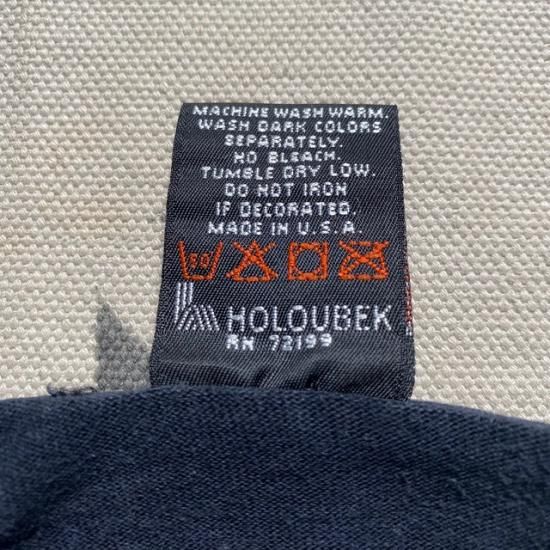 MACHINE WASH WARM.
WASH DARK COLORS
SEPARATELY.
NO BLEACH.
TUMBLE DRY LOW.
DO NOT IRON
IF DECORATED.
MADE IN U.S.A.
80
HOLOUBEK
RN 72199